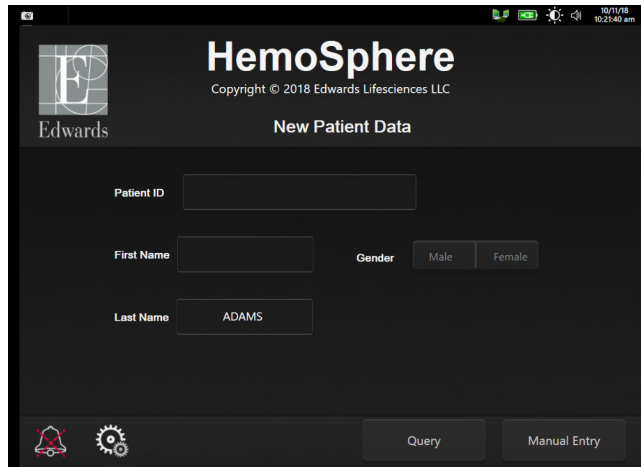 10/11/18
10:21:40 am
HemoSphere
Copyright © 2018 Edwards Lifesciences LLC
E
Edwards
New Patient Data
Patient ID
First Name
Gender
Male
Female
Last Name
ADAMS
Query
Manual Entry